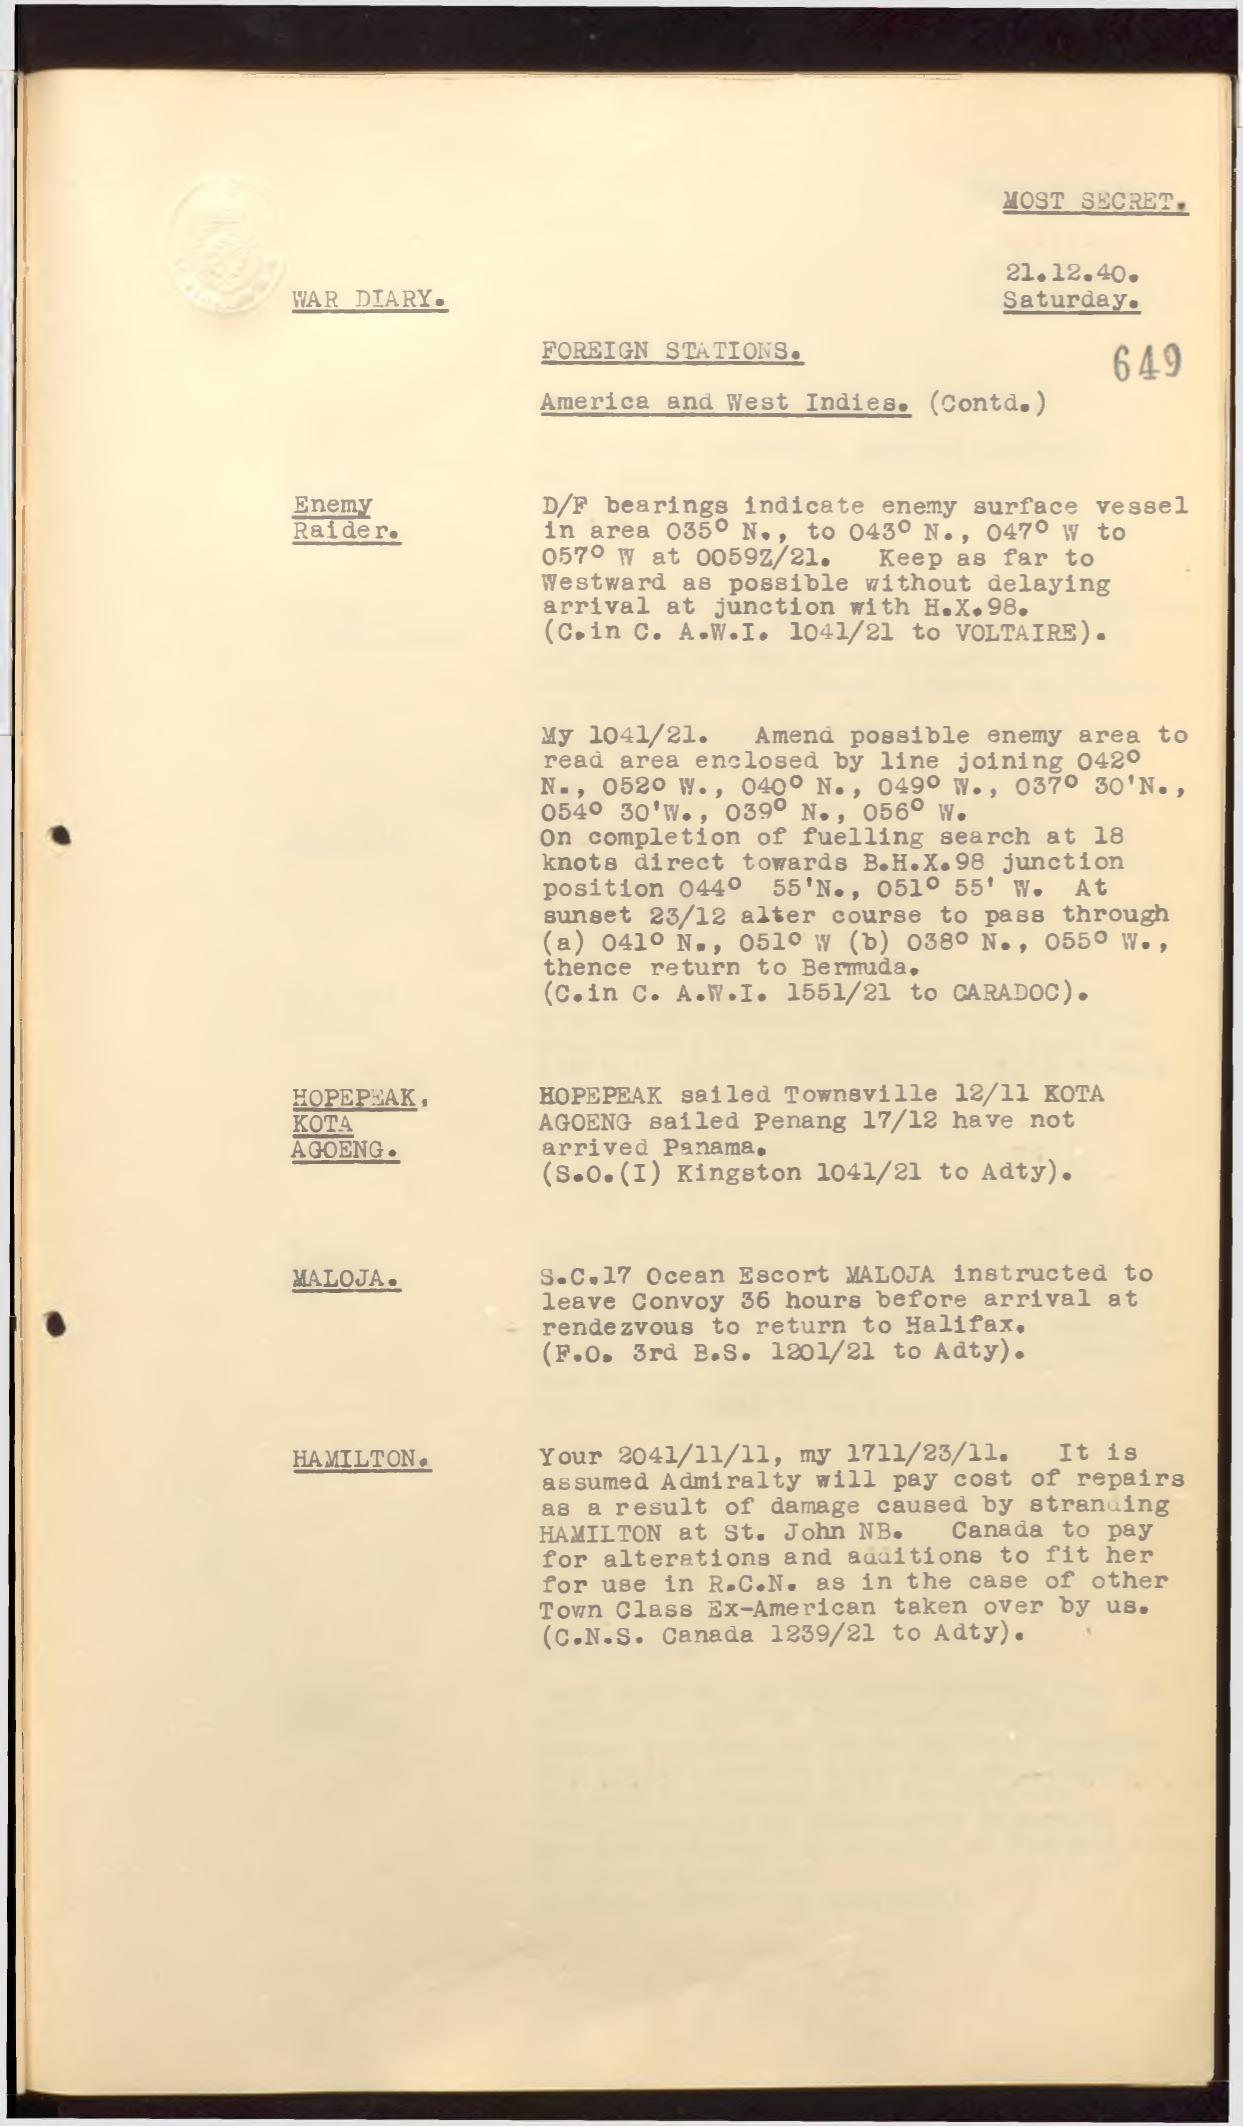 MOST SECRET.
21.12.40.
Saturday.
WAR DIARY.
FOREIGN STATIONS.
649
America and West Indies. (Contd.)
Enemy
Raider.
D/F bearings indicate enemy surface vessel
in area 035° N., to 043° N., 047° W to
057° W at 0059Z/21. Keep as far to
Westward as possible without delaying
arrival at junction with H.X.98.
(C.in C. A.W.I. 1041/21 to VOLTAIRE).
My 1041/21. Amend possible enemy area to
read area enclosed by line joining 042°
N., 052° W., 040° N., 049° W., 037° 30'N.,
054° 30'W., 039° N., 056° W.
On completion of fuelling search at 18
knots direct towards B.H.X.98 junction
position 044° 55'N., 051° 55' W. At
sunset 23/12 alter course to pass through
(a) 041° N., 051° W (b) 038° N., 055° W.,
thence return to Bermuda.
(C.in C. A.W.I. 1551/21 to CARADOC).
HOPEPEAK,
KOTA
AGOENG.
HOPEPEAK sailed Townsville 12/11 KOTA
AGOENG sailed Penang 17/12 have not
arrived Panama.
(S.O.(I) Kingston 1041/21 to Adty).
MALOJA.
S.C.17 Ocean Escort MALOJA instructed to
leave Convoy 36 hours before arrival at
rendezvous to return to Halifax.
(F.O. 3rd B.S. 1201/21 to Adty).
HAMILTON.
Your 2041/11/11, my 1711/23/11. It is
assumed Admiralty will pay cost of repairs
as a result of damage caused by stranding
HAMILTON at St. John NB. Canada to pay
for alterations and additions to fit her
for use in R.C.N. as in the case of other
Town Class Ex-American taken over by us.
(C.N.S. Canada 1239/21 to Adty).